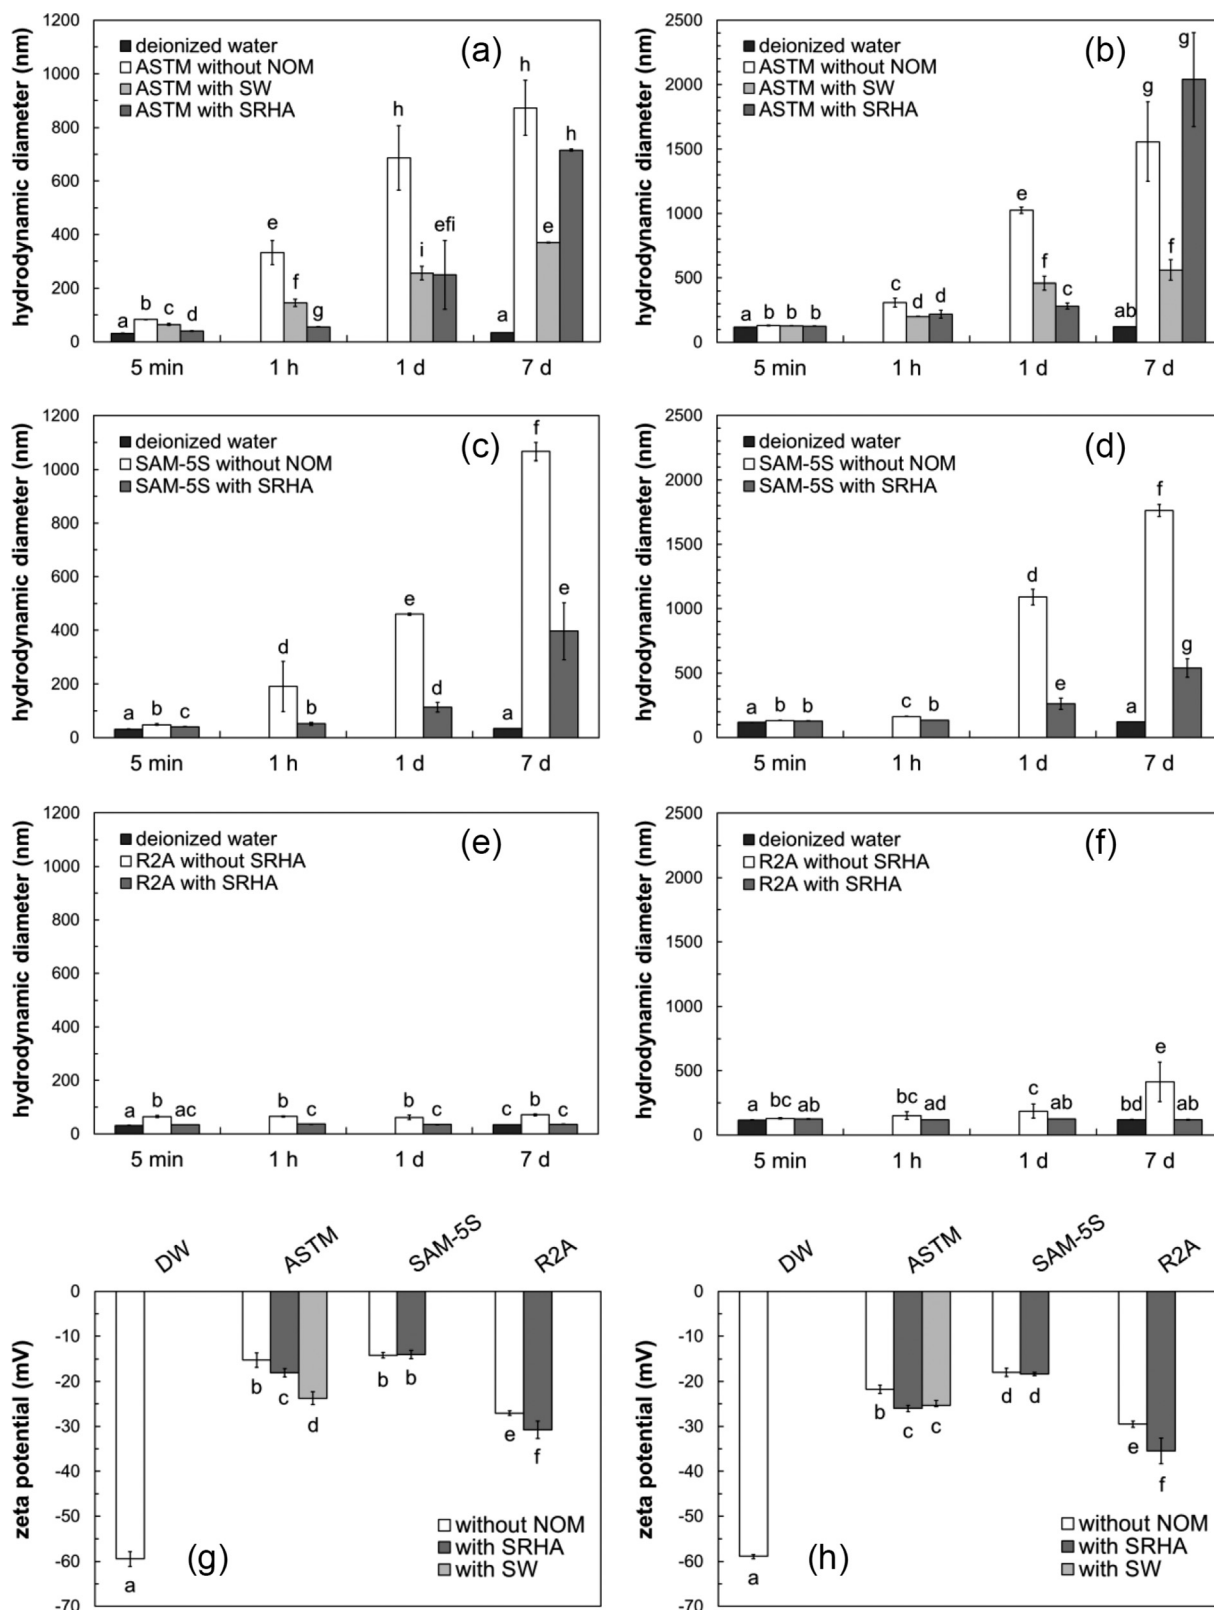 hydrodynamic diameter (nm)
1200
1000
800
600
400
200
0
deionized water
ASTM without NOM
ASTM with SW
ASTM with SRHA
(a)
a b c d
e f g
h i efi
a h e h
5 min 1 h 1 d 7 d
hydrodynamic diameter (nm)
2500
2000
1500
1000
500
0
deionized water
ASTM without NOM
ASTM with SW
ASTM with SRHA
(b)
a b b b
c d d
e f c
ab g f g
5 min 1 h 1 d 7 d
hydrodynamic diameter (nm)
1200
1000
800
600
400
200
0
deionized water
SAM-5S without NOM
SAM-5S with SRHA
(c)
a b c
d b
e d
a f e
5 min 1 h 1 d 7 d
hydrodynamic diameter (nm)
2500
2000
1500
1000
500
0
deionized water
SAM-5S without NOM
SAM-5S with SRHA
(d)
a b b
c b
d e
a f g
5 min 1 h 1 d 7 d
hydrodynamic diameter (nm)
1200
1000
800
600
400
200
0
deionized water
R2A without SRHA
R2A with SRHA
(e)
a b ac
b c
b c
c b c
5 min 1 h 1 d 7 d
hydrodynamic diameter (nm)
2500
2000
1500
1000
500
0
deionized water
R2A without SRHA
R2A with SRHA
(f)
a bc ab
bc ad
c ab
bd e ab
5 min 1 h 1 d 7 d
DW ASTM SAM-5S R2A
zeta potential (mV)
0
-10
-20
-30
-40
-50
-60
-70
a
b c d
b b
e f
without NOM
with SRHA
with SW
(g)
DW ASTM SAM-5S R2A
zeta potential (mV)
0
-10
-20
-30
-40
-50
-60
-70
a
b c c
d d
e f
without NOM
with SRHA
with SW
(h)